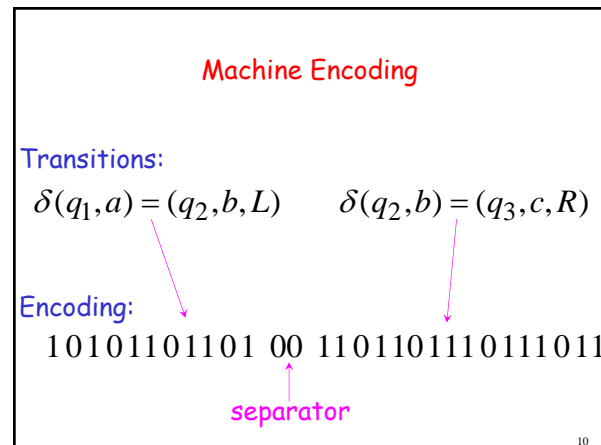 Machine Encoding
Transitions:
δ(q₁,a) = (q₂,b,L) δ(q₂,b) = (q₃,c,R)
Encoding:
10101101101 00 1101101110111011
separator
10